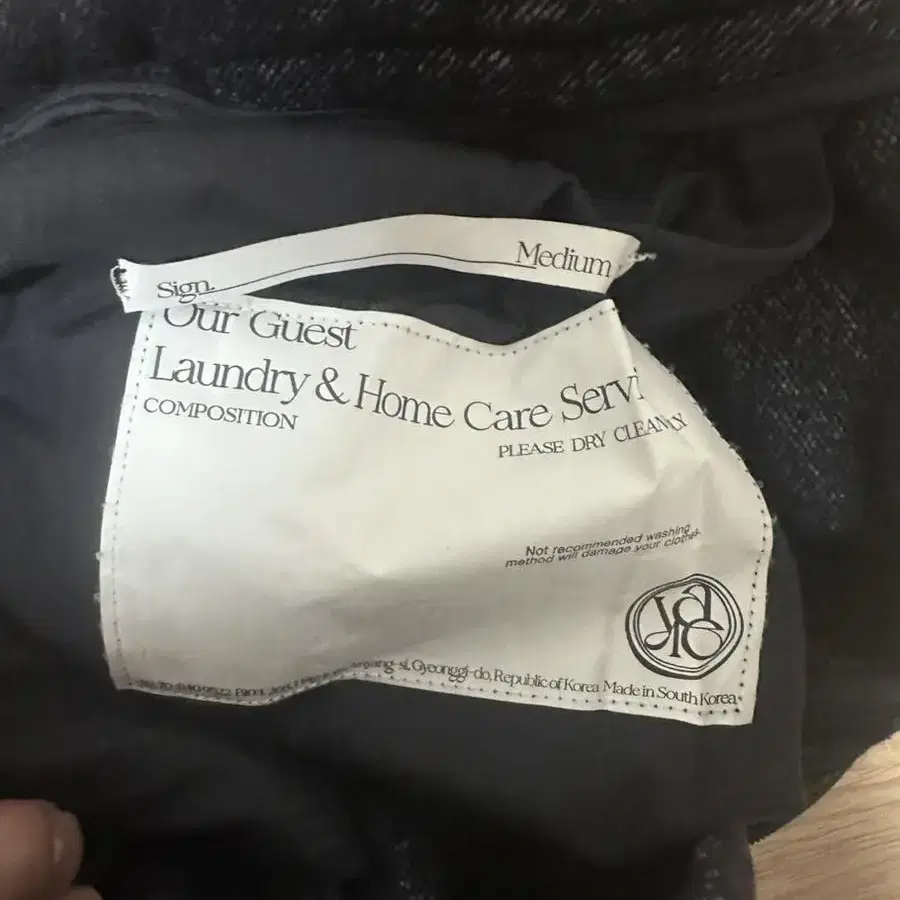 Medium
Sign.
Our Guest
Laundry & Home Care Servi
COMPOSITION
PLEASE DRY CLEAN
Not recommended washing
method will damage your clothes.
si, Gyeonggi-do, Republic of Korea Made in South Korea